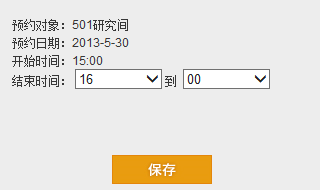 预约对象：501研究间
预约日期：2013-5-30
开始时间：15:00
结束时间：16 到 00
保存